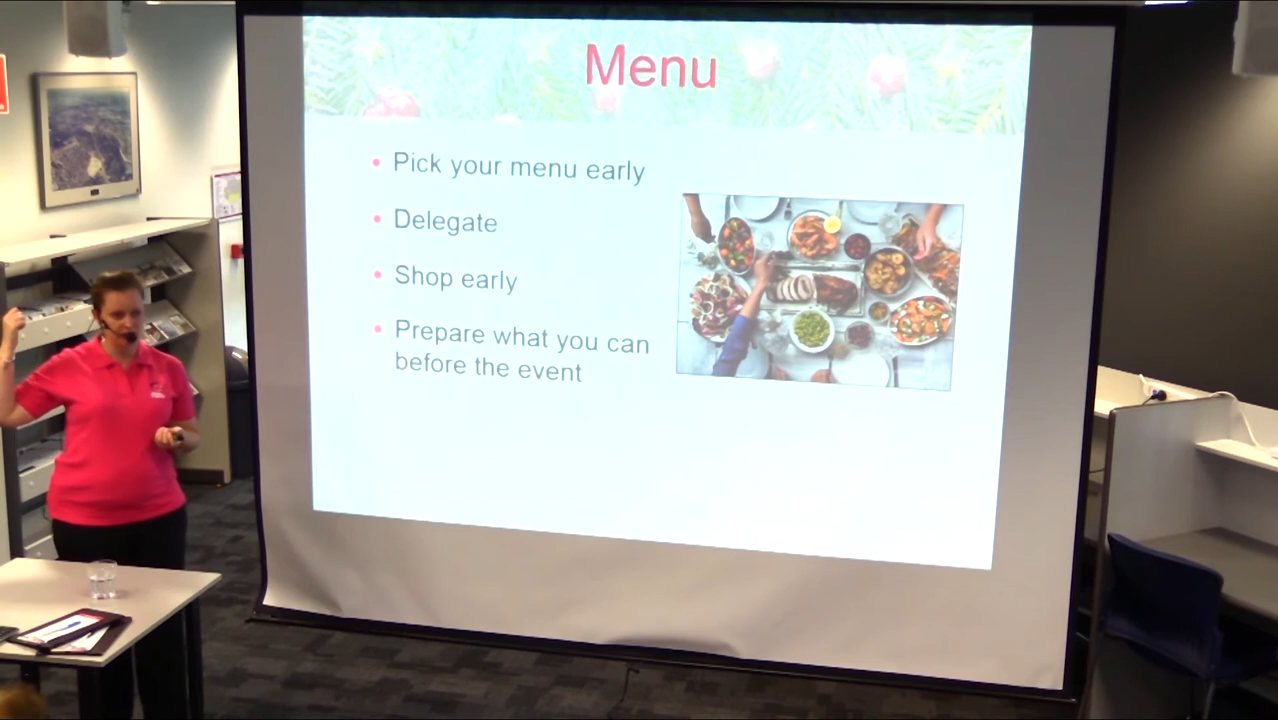 Menu
Pick your menu early
Delegate
Shop early
Prepare what you can
before the event